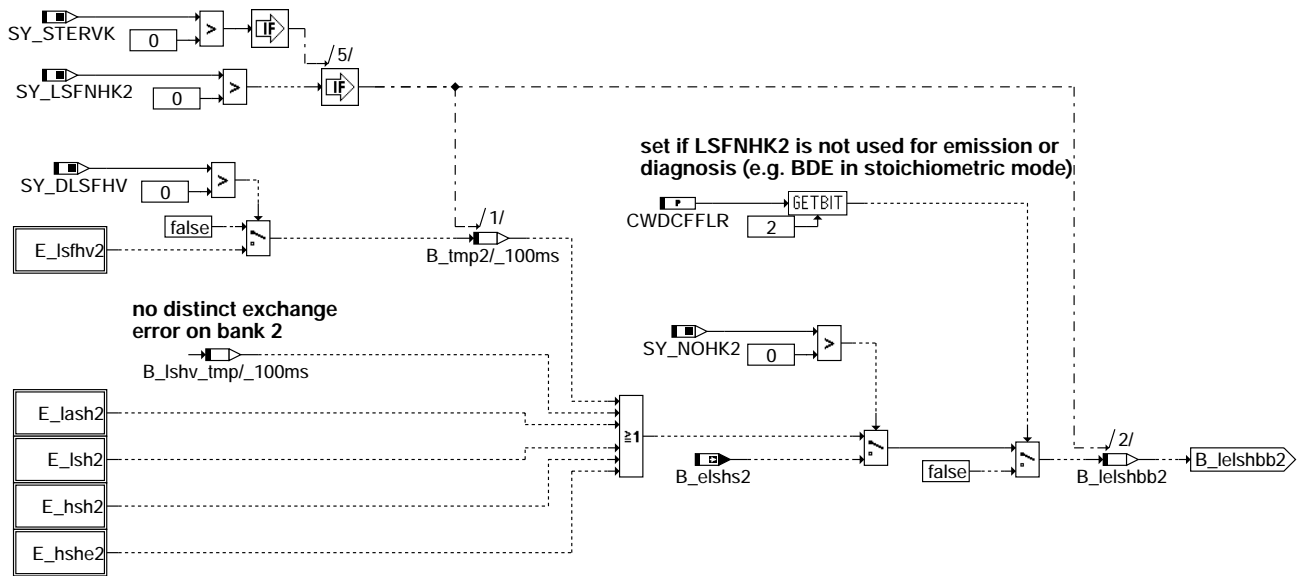 SY_STERVK
0
>
IF
/5/
SY_LSFNHK2
0
>
IF
set if LSFNHK2 is not used for emission or
diagnosis (e.g. BDE in stoichiometric mode)
SY_DLSFHV
0
>
CWDCFFLR
P
GETBIT
2
false
/1/
E_lsfhv2
B_tmp2/_100ms
no distinct exchange
error on bank 2
B_lshv_tmp/_100ms
SY_NOHK2
0
>
E_lash2
E_lsh2
E_hsh2
E_hshe2
≥1
B_elshs2
false
/2/
B_lelshbb2
B_lelshbb2